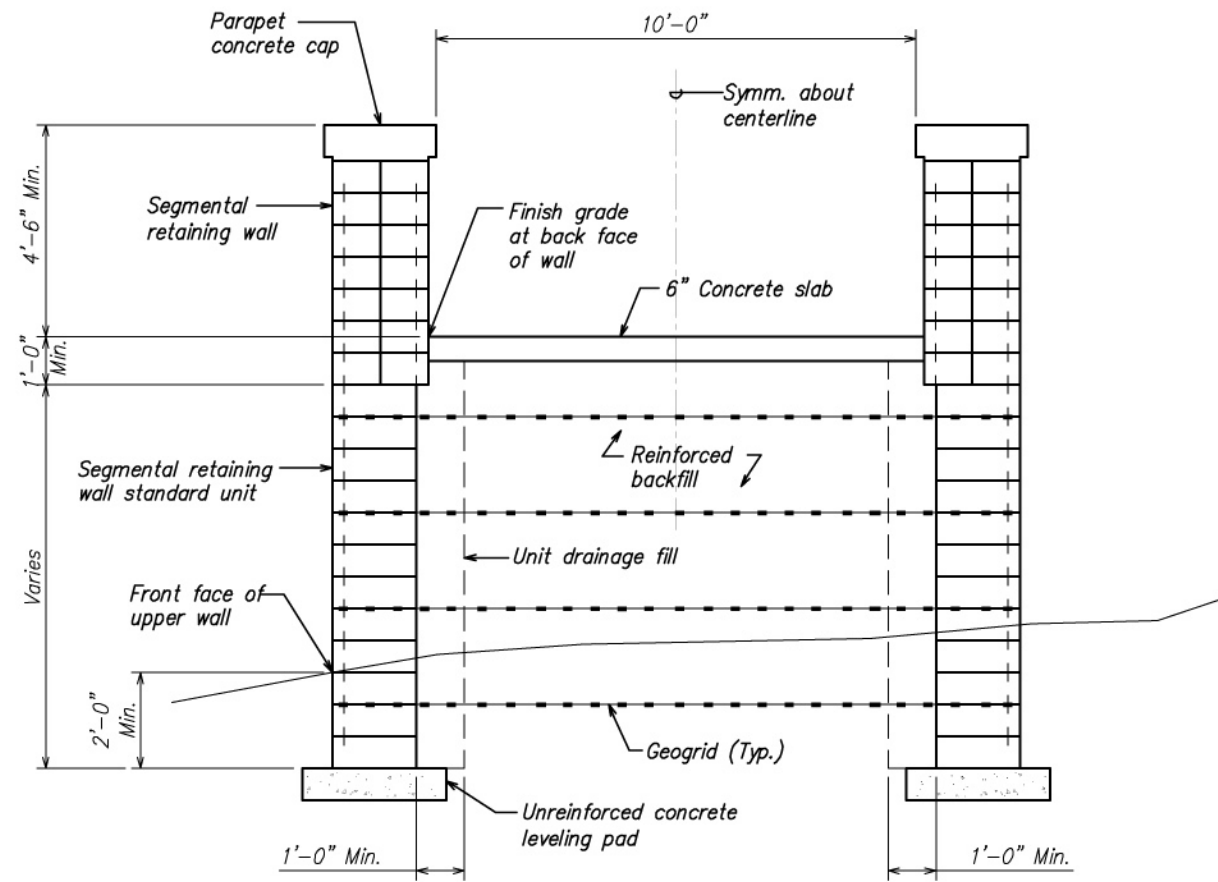 Parapet
concrete cap
10'-0"
Symm. about
centerline
4'-6" Min.
Segmental
retaining wall
Finish grade
at back face
of wall
6" Concrete slab
1'-0"
Min.
Segmental retaining
wall standard unit
Reinforced
backfill
Varies
Unit drainage fill
Front face of
upper wall
2'-0"
Min.
Geogrid (Typ.)
Unreinforced concrete
leveling pad
1'-0" Min.
1'-0" Min.